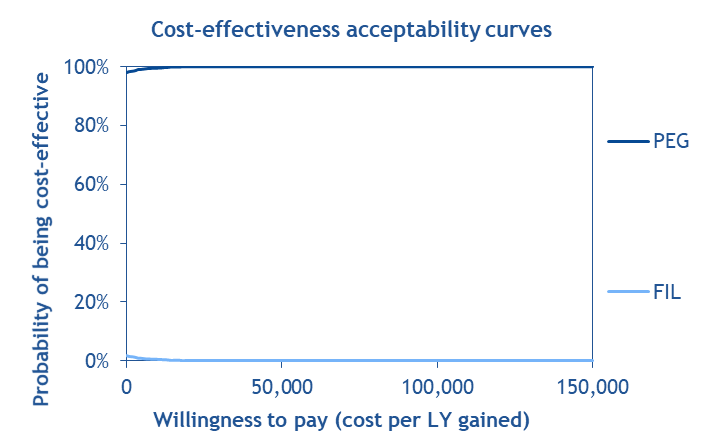 Cost-effectiveness acceptability curves
Probability of being cost-effective
100%
80%
60%
40%
20%
0%
0
50,000
100,000
150,000
Willingness to pay (cost per LY gained)
PEG
FIL